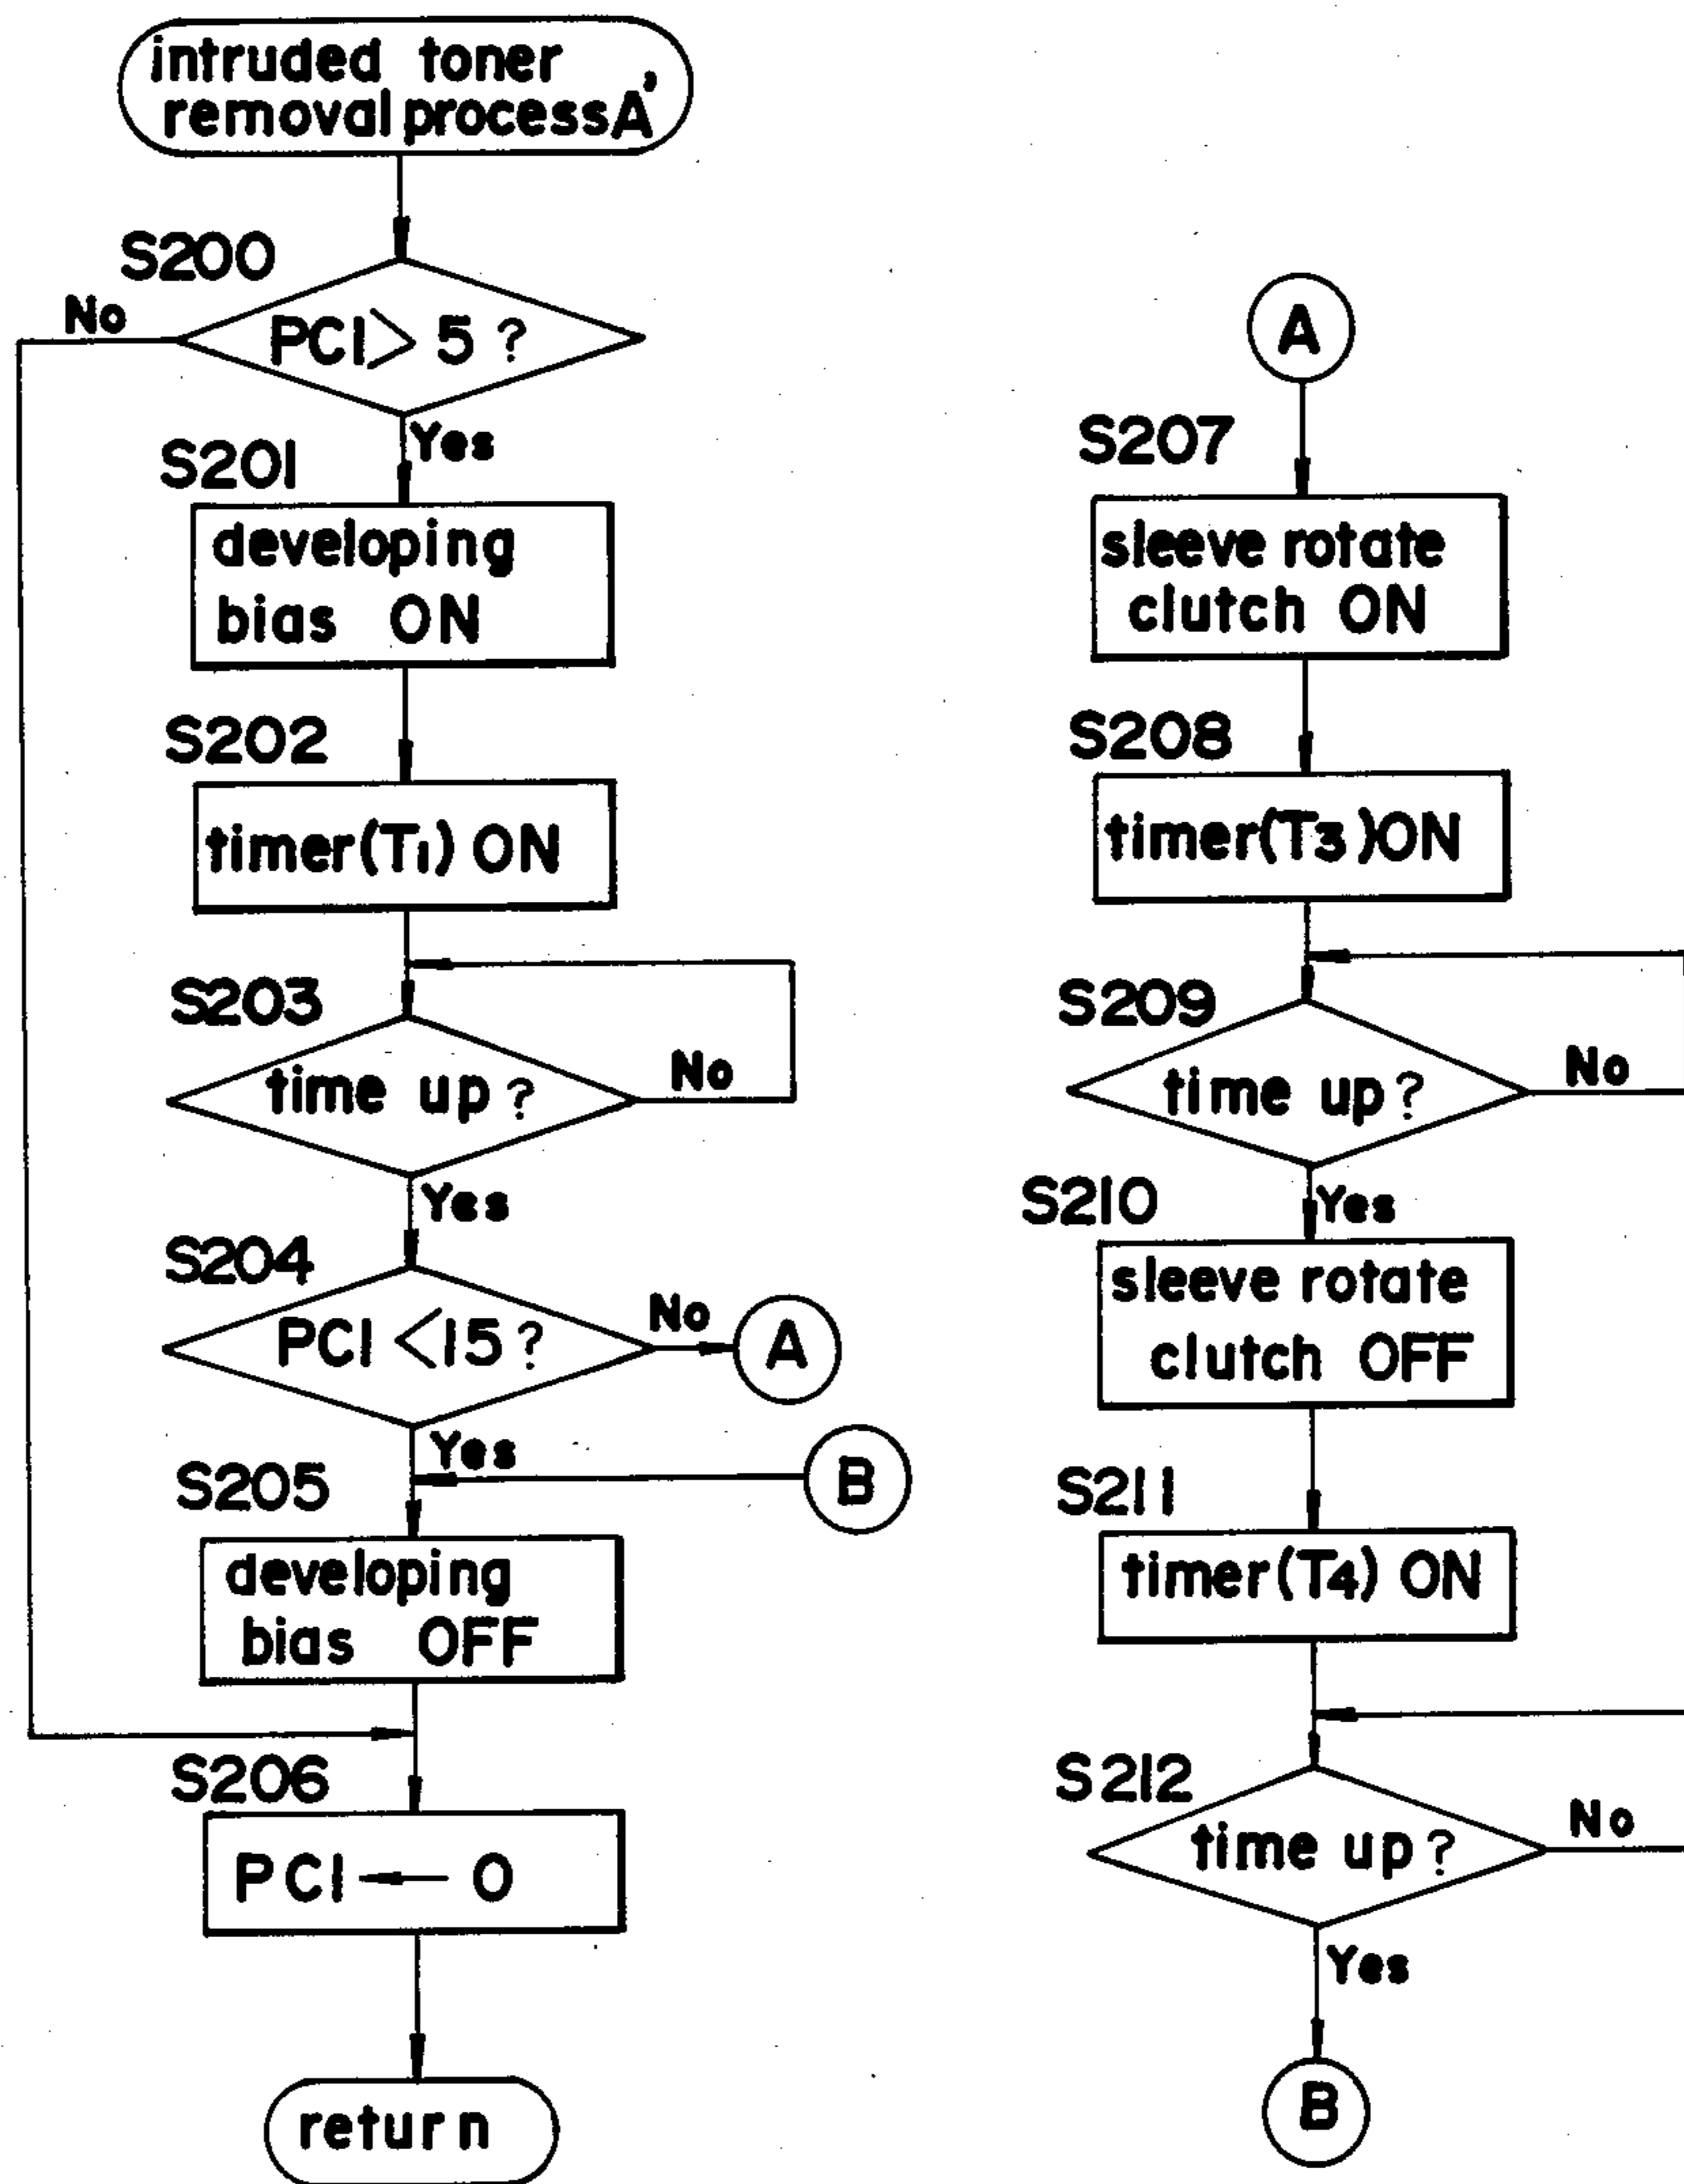 intruded toner
removal process A'
S200
No
PC1 > 5 ?
Yes
S201
developing
bias ON
S202
timer(T1) ON
S203
time up ?
No
Yes
S204
PC1 < 15 ?
No
A
Yes
B
S205
developing
bias OFF
S206
PC1 ← 0
return
A
S207
sleeve rotate
clutch ON
S208
timer(T3) ON
S209
time up ?
No
Yes
S210
sleeve rotate
clutch OFF
S211
timer(T4) ON
S212
time up ?
No
Yes
B